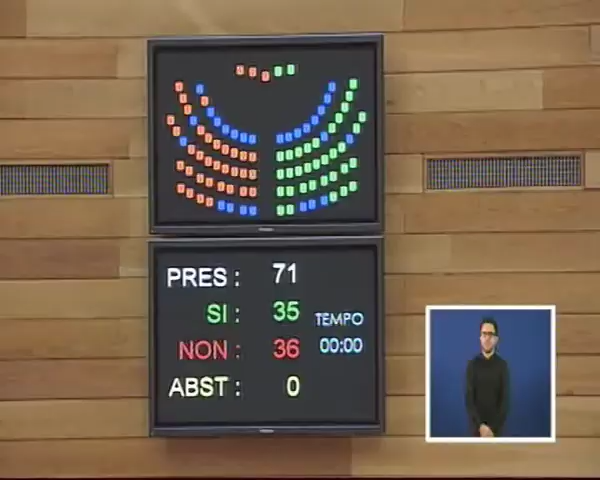 PRES : 71
SI : 35
TEMPO
NON : 36
00:00
ABST : 0